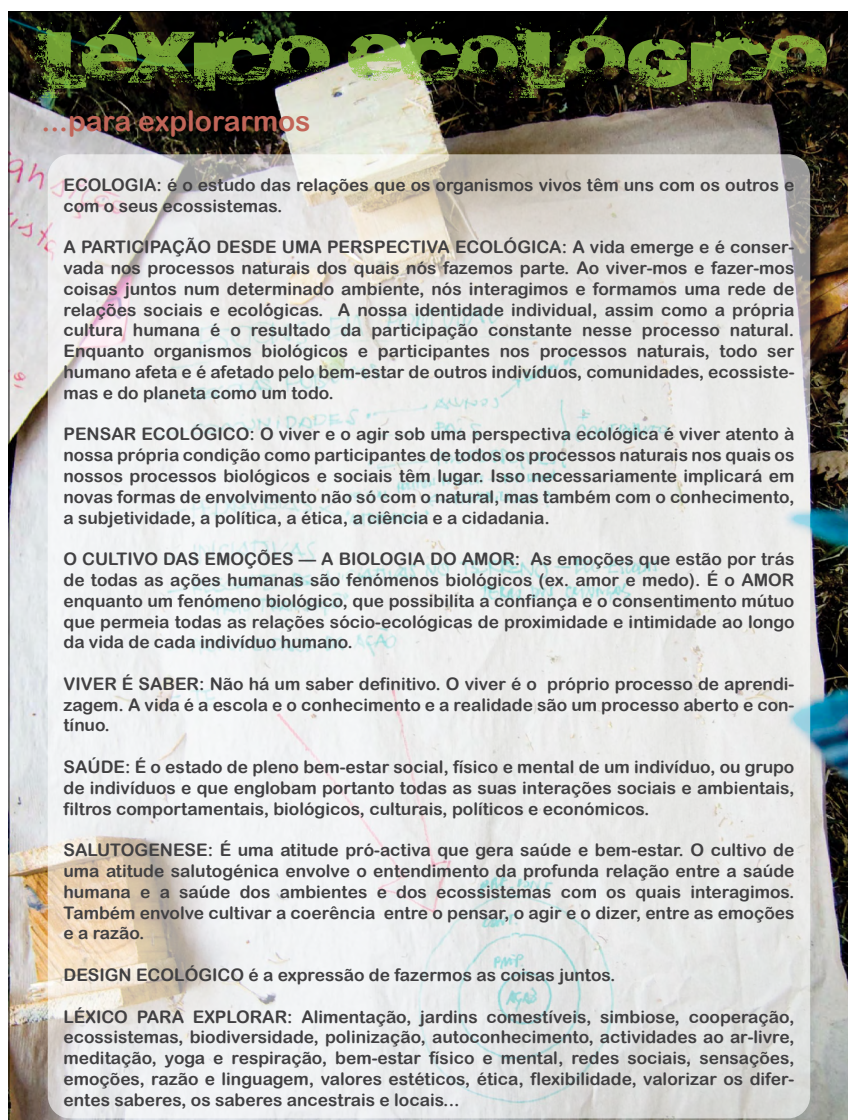 Léxico ecológico
...para explorarmos
ECOLOGIA: é o estudo das relações que os organismos vivos têm uns com os outros e
com o seus ecossistemas.
A PARTICIPAÇÃO DESDE UMA PERSPECTIVA ECOLÓGICA: A vida emerge e é conser-
vada nos processos naturais dos quais nós fazemos parte. Ao viver-mos e fazer-mos
coisas juntos num determinado ambiente, nós interagimos e formamos uma rede de
relações sociais e ecológicas. A nossa identidade individual, assim como a própria
cultura humana é o resultado da participação constante nesse processo natural.
Enquanto organismos biológicos e participantes nos processos naturais, todo ser
humano afeta e é afetado pelo bem-estar de outros indivíduos, comunidades, ecossiste-
mas e do planeta como um todo.
PENSAR ECOLÓGICO: O viver e o agir sob uma perspectiva ecológica é viver atento à
nossa própria condição como participantes de todos os processos naturais nos quais os
nossos processos biológicos e sociais têm lugar. Isso necessariamente implicará em
novas formas de envolvimento não só com o natural, mas também com o conhecimento,
a subjetividade, a política, a ética, a ciência e a cidadania.
O CULTIVO DAS EMOÇÕES — A BIOLOGIA DO AMOR: As emoções que estão por trás
de todas as ações humanas são fenómenos biológicos (ex. amor e medo). É o AMOR
enquanto um fenómeno biológico, que possibilita a confiança e o consentimento mútuo
que permeia todas as relações sócio-ecológicas de proximidade e intimidade ao longo
da vida de cada indivíduo humano.
VIVER É SABER: Não há um saber definitivo. O viver é o próprio processo de aprendi-
zagem. A vida é a escola e o conhecimento e a realidade são um processo aberto e con-
tínuo.
SAÚDE: É o estado de pleno bem-estar social, físico e mental de um indivíduo, ou grupo
de indivíduos e que englobam portanto todas as suas interações sociais e ambientais,
filtros comportamentais, biológicos, culturais, políticos e económicos.
SALUTOGENESE: É uma atitude pró-activa que gera saúde e bem-estar. O cultivo de
uma atitude salutogénica envolve o entendimento da profunda relação entre a saúde
humana e a saúde dos ambientes e dos ecossistemas com os quais interagimos.
Também envolve cultivar a coerência entre o pensar, o agir e o dizer, entre as emoções
e a razão.
DESIGN ECOLÓGICO é a expressão de fazermos as coisas juntos.
LÉXICO PARA EXPLORAR: Alimentação, jardins comestíveis, simbiose, cooperação,
ecossistemas, biodiversidade, polinização, autoconhecimento, actividades ao ar-livre,
meditação, yoga e respiração, bem-estar físico e mental, redes sociais, sensações,
emoções, razão e linguagem, valores estéticos, ética, flexibilidade, valorizar os difer-
entes saberes, os saberes ancestrais e locais...